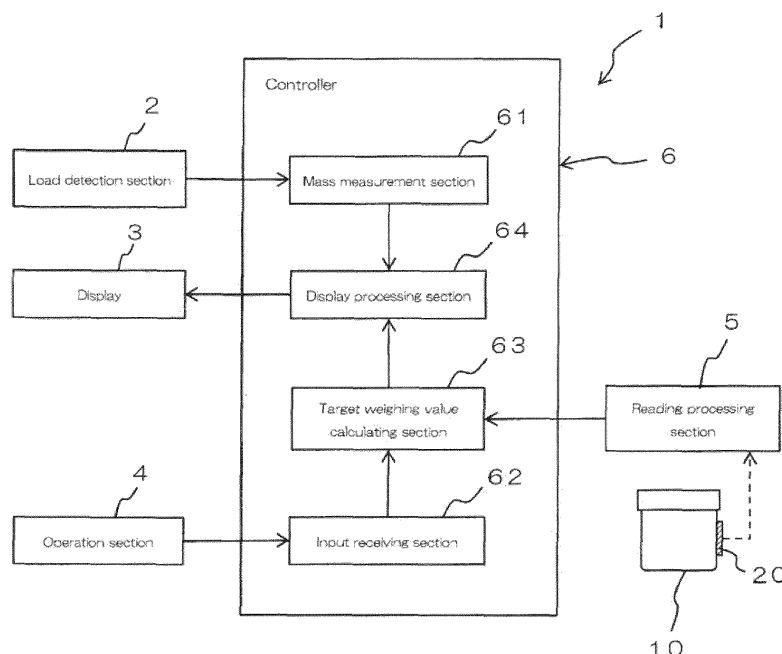 1
Controller
2
61
6
Load detection section
Mass measurement section
3
64
Display
Display processing section
63
5
Target weighing value
calculating section
Reading processing
section
4
62
Operation section
Input receiving section
20
10